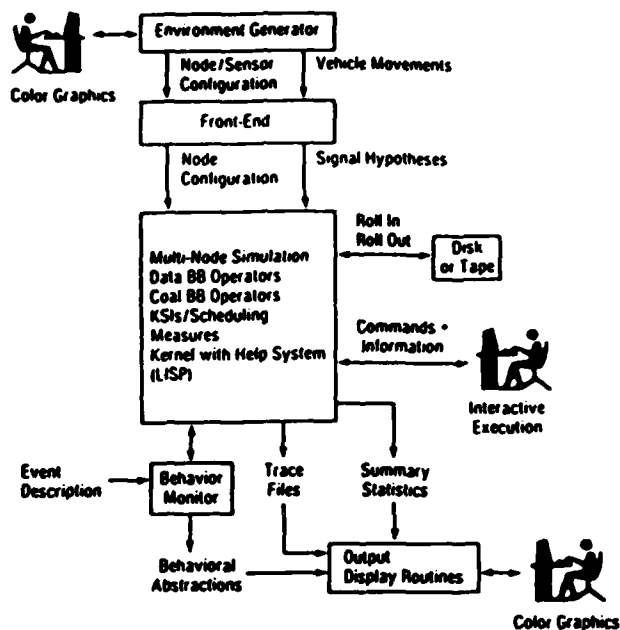 Environment Generator
Color Graphics
Node/Sensor
Configuration
Vehicle Movements
Front-End
Node
Configuration
Signal Hypotheses
Multi-Node Simulation
Data BB Operators
Coal BB Operators
KSIs/Scheduling
Measures
Kernel with Help System
(LISP)
Roll In
Roll Out
Disk
or Tape
Commands +
Information
Interactive
Execution
Event
Description
Behavior
Monitor
Trace
Files
Summary
Statistics
Behavioral
Abstractions
Output
Display Routines
Color Graphics